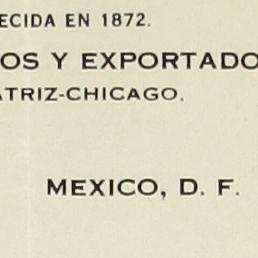 ECIDA EN 1872.
OS Y EXPORTADO
ATRIZ-CHICAGO.
MEXICO, D. F.